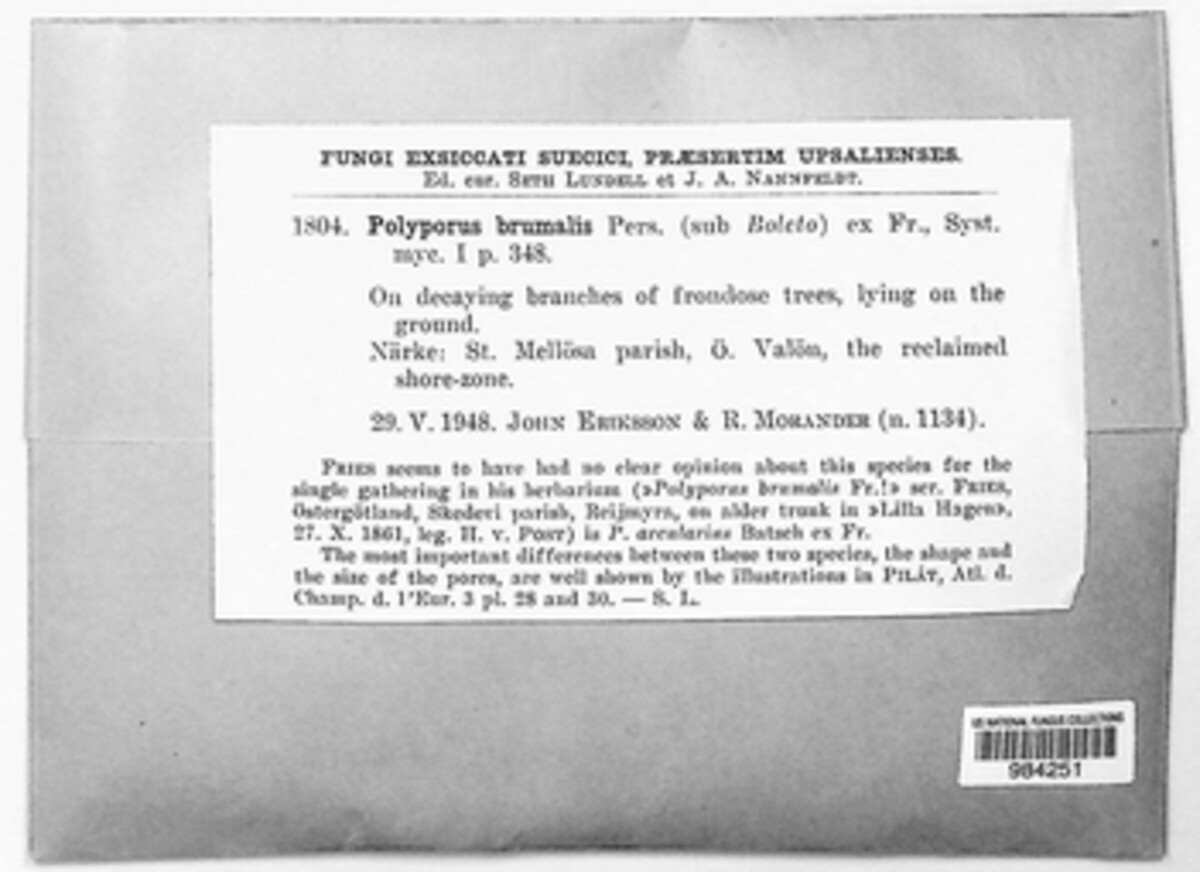 FUNGI EXSICCATI SUECICI, PRÆSERTIM UPSALIENSES.
Ed. cur. Seth Lundell et J. A. Nannfeldt.
1804. Polyporus brumalis Pers. (sub Boleto) ex Fr., Syst.
myc. I p. 348.
On decaying branches of frondose trees, lying on the
ground.
Närke: St. Mellösa parish, Ö. Valön, the reclaimed
shore-zone.
29. V. 1948. John Eriksson & R. Morander (n. 1134).
Fries seems to have had no clear opinion about this species for the
single gathering in his herbarium (»Polyporus brumalis Fr.!» scr. Fries,
Östergötland, Skedevi parish, Reijmyra, on alder trunk in »Lilla Hagen»,
27. X. 1861, leg. H. v. Post) is P. arcularius Batsch ex Fr.
The most important differences between these two species, the shape and
the size of the pores, are well shown by the illustrations in Pilát, Atl. d.
Champ. d. l'Eur. 3 pl. 28 and 30. — S. L.
US NATIONAL FUNGUS COLLECTIONS
984251